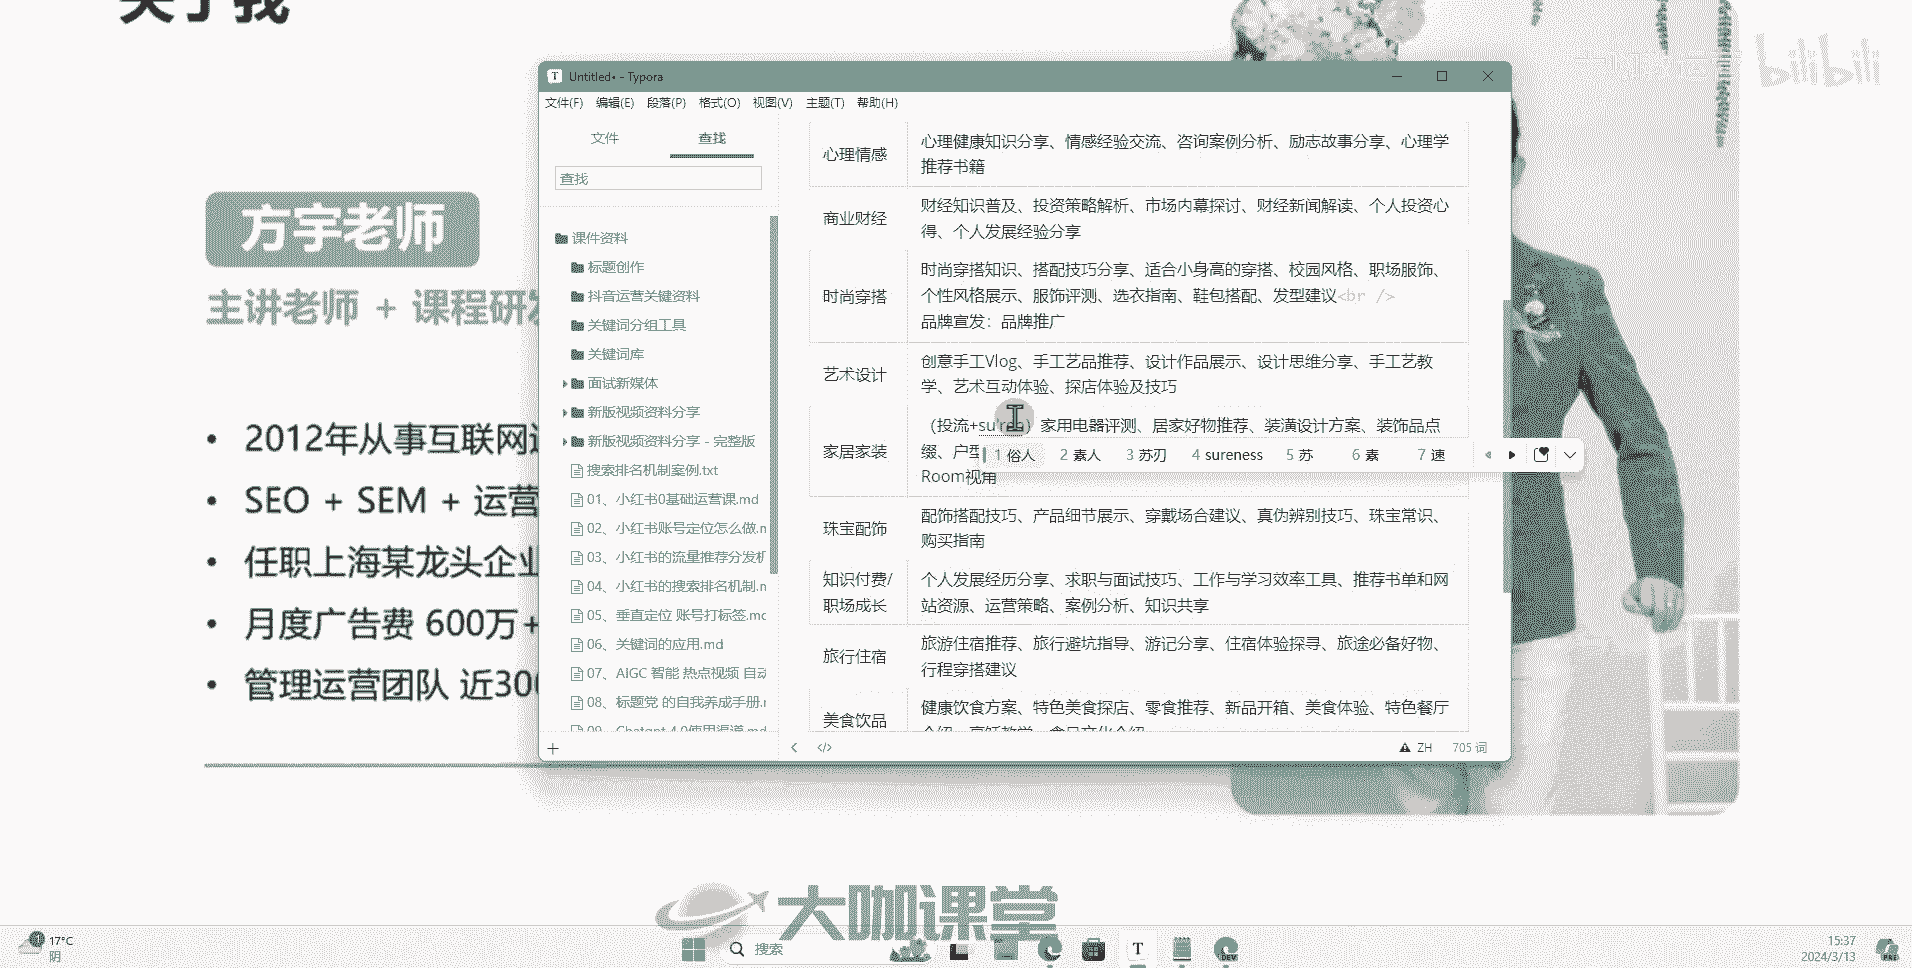 关于我
bilibili
方宇老师
主讲老师 + 课程研发
• 2012年从事互联网
• SEO + SEM + 运营
• 任职上海某龙头企业
• 月度广告费 600万+
• 管理运营团队 近300
Untitled• - Typora
文件(F) 编辑(E) 段落(P) 格式(O) 视图(V) 主题(T) 帮助(H)
文件 查找
查找
课件资料
标题创作
抖音运营关键资料
关键词分组工具
关键词库
面试新媒体
新版视频资料分享
新版视频资料分享 - 完整版
搜索排名机制案例.txt
01、小红书0基础运营课.md
02、小红书账号定位怎么做.m
03、小红书的流量推荐分发机
04、小红书的搜索排名机制.m
05、垂直定位 账号打标签.md
06、关键词的应用.md
07、AIGC 智能 热点视频 自动
08、标题党 的自我养成手册.m
09、Chatgpt 4.0使用渠道.md
心理情感
心理健康知识分享、情感经验交流、咨询案例分析、励志故事分享、心理学
推荐书籍
商业财经
财经知识普及、投资策略解析、市场内幕探讨、财经新闻解读、个人投资心
得、个人发展经验分享
时尚穿搭
时尚穿搭知识、搭配技巧分享、适合小身高的穿搭、校园风格、职场服饰、
个性风格展示、服饰评测、选衣指南、鞋包搭配、发型建议<br />
品牌宣发：品牌推广
艺术设计
创意手工Vlog、手工艺品推荐、设计作品展示、设计思维分享、手工艺教
学、艺术互动体验、探店体验及技巧
家居家装
（投流+su'ren）家用电器评测、居家好物推荐、装潢设计方案、装饰品点
缀、户型
Room视角
1 俗人 2 素人 3 苏刃 4 sureness 5 苏 6 素 7 速
珠宝配饰
配饰搭配技巧、产品细节展示、穿戴场合建议、真伪辨别技巧、珠宝常识、
购买指南
知识付费/
职场成长
个人发展经历分享、求职与面试技巧、工作与学习效率工具、推荐书单和网
站资源、运营策略、案例分析、知识共享
旅行住宿
旅游住宿推荐、旅行避坑指导、游记分享、住宿体验探寻、旅途必备好物、
行程穿搭建议
美食饮品
健康饮食方案、特色美食探店、零食推荐、新品开箱、美食体验、特色餐厅
ZH 705 词
大咖课堂
1
17°C
阴
搜索
DEV
15:37
2024/3/13
PRE